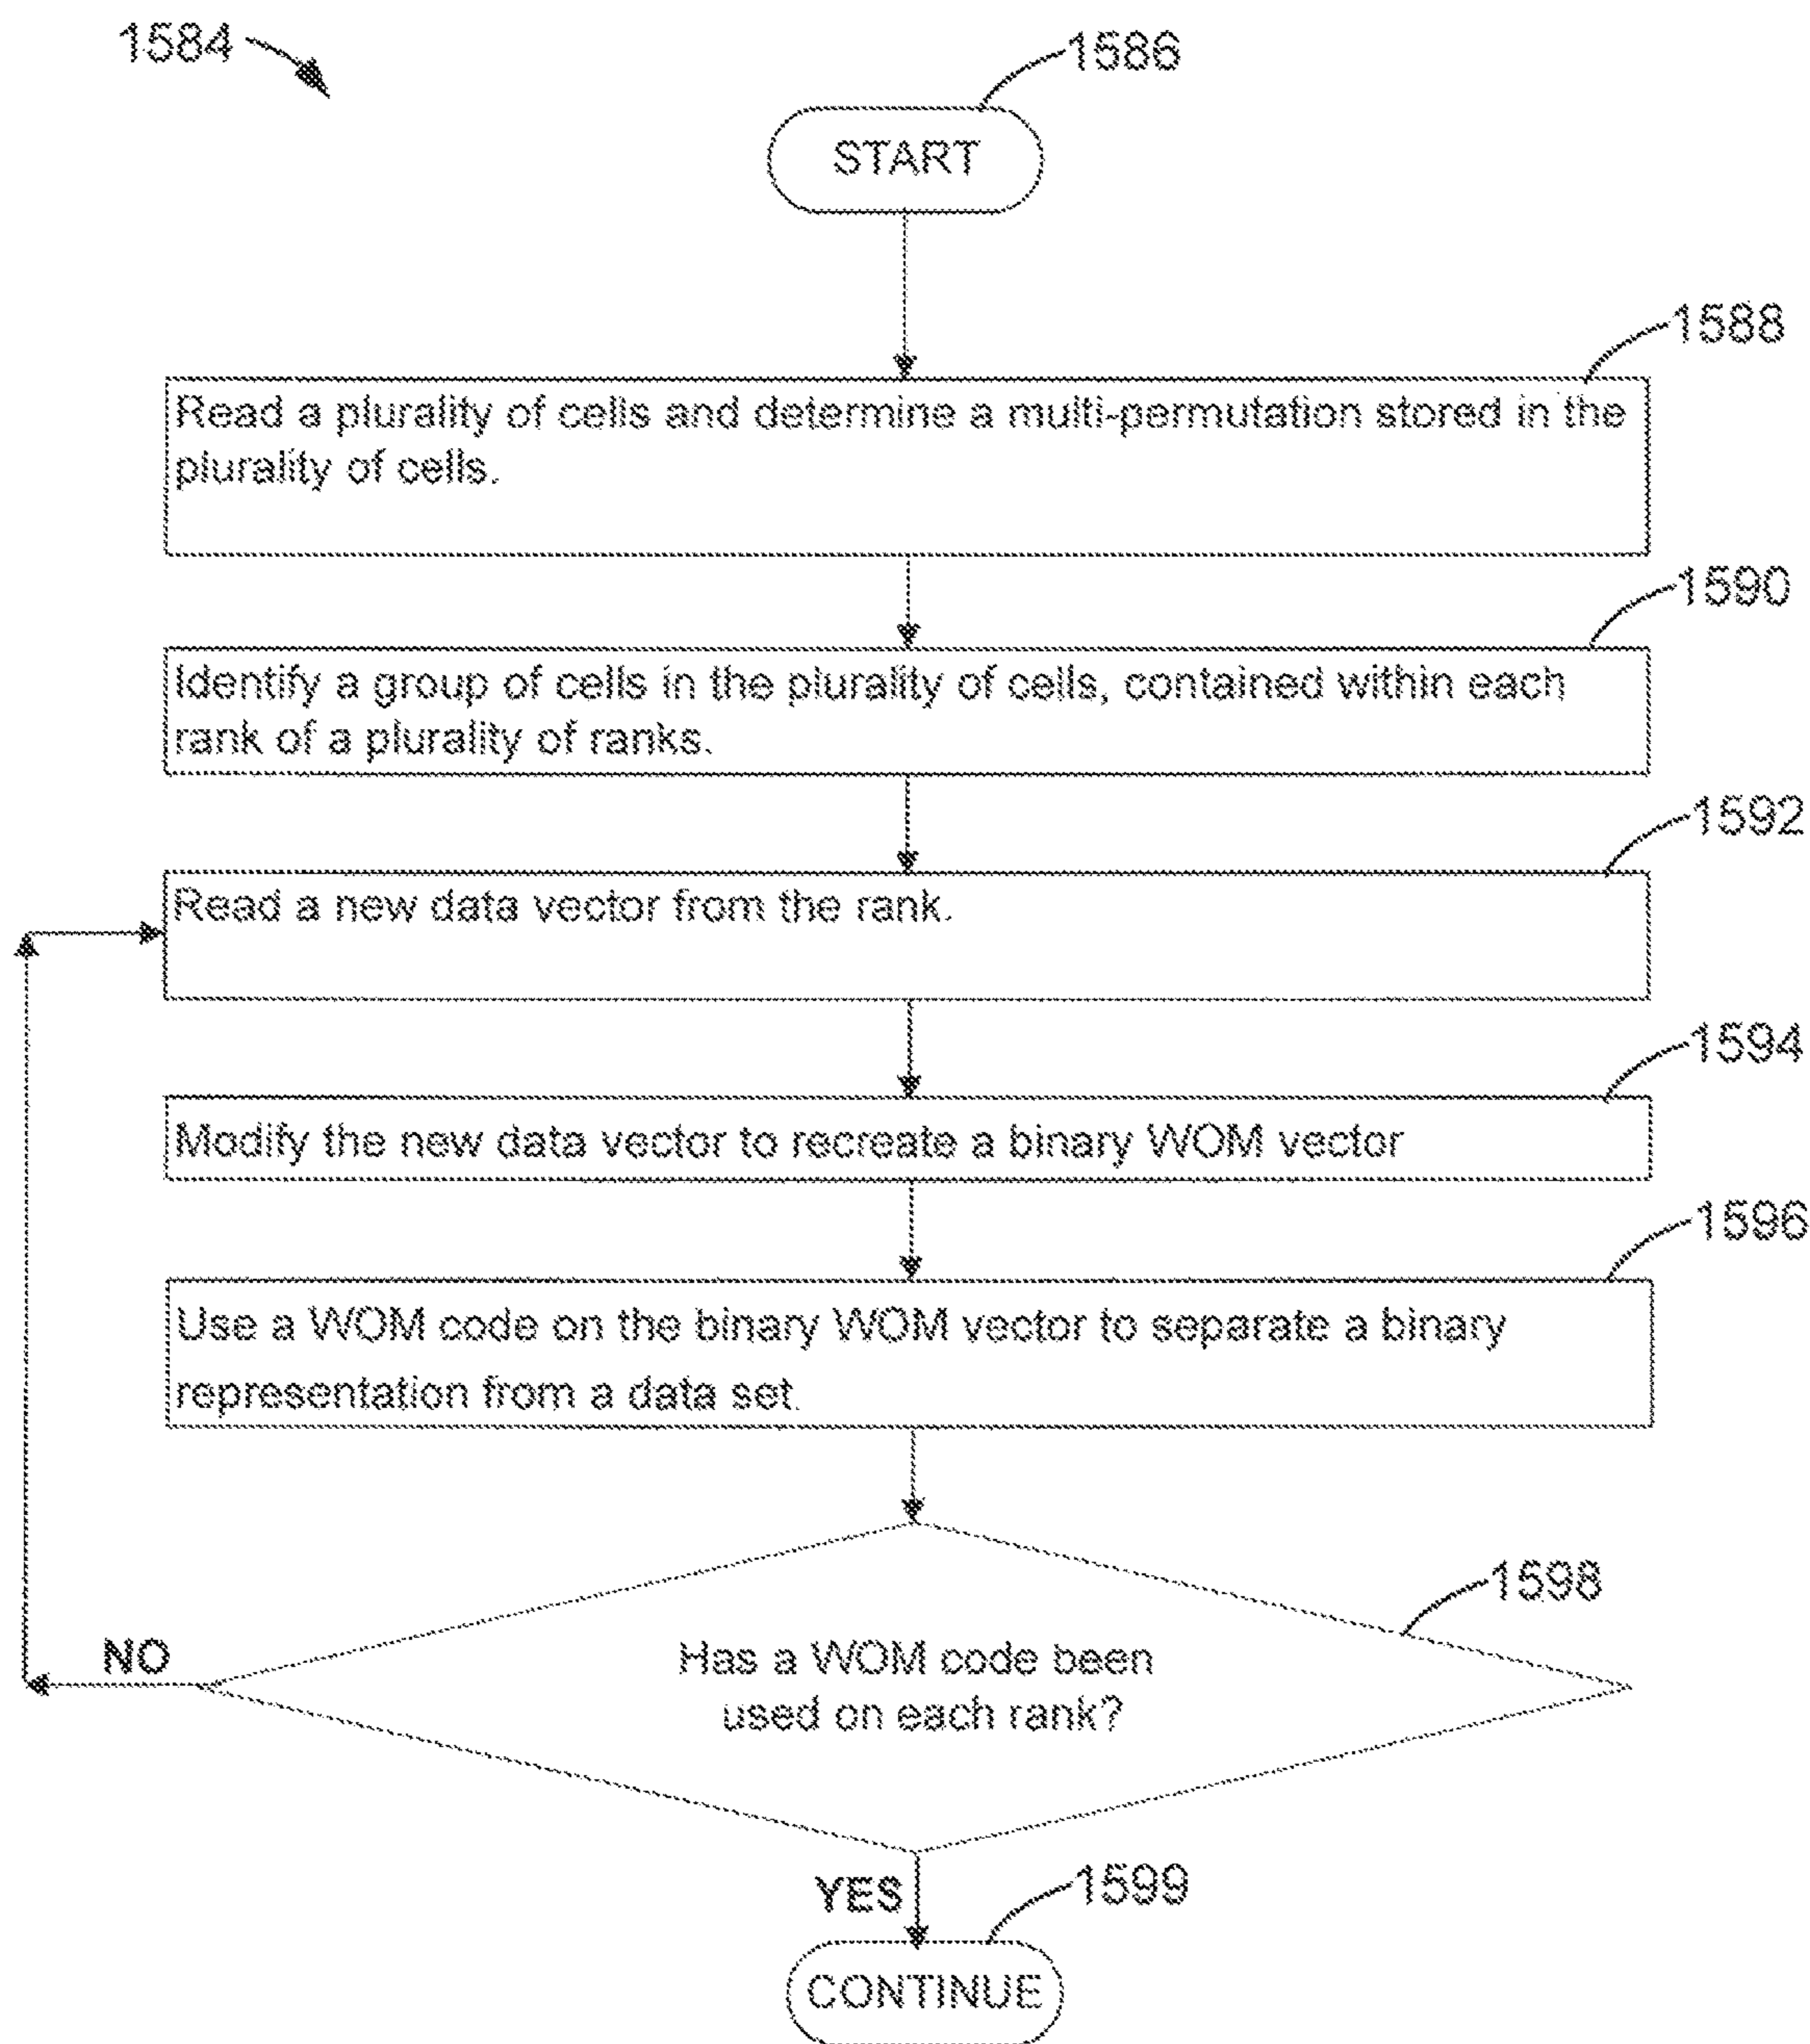 1584
1586
START
1588
Read a plurality of cells and determine a multi-permutation stored in the
plurality of cells.
1590
Identify a group of cells in the plurality of cells, contained within each
rank of a plurality of ranks.
1592
Read a new data vector from the rank.
1594
Modify the new data vector to recreate a binary WOM vector
1596
Use a WOM code on the binary WOM vector to separate a binary
representation from a data set.
1598
Has a WOM code been
used on each rank?
NO
YES
1599
CONTINUE